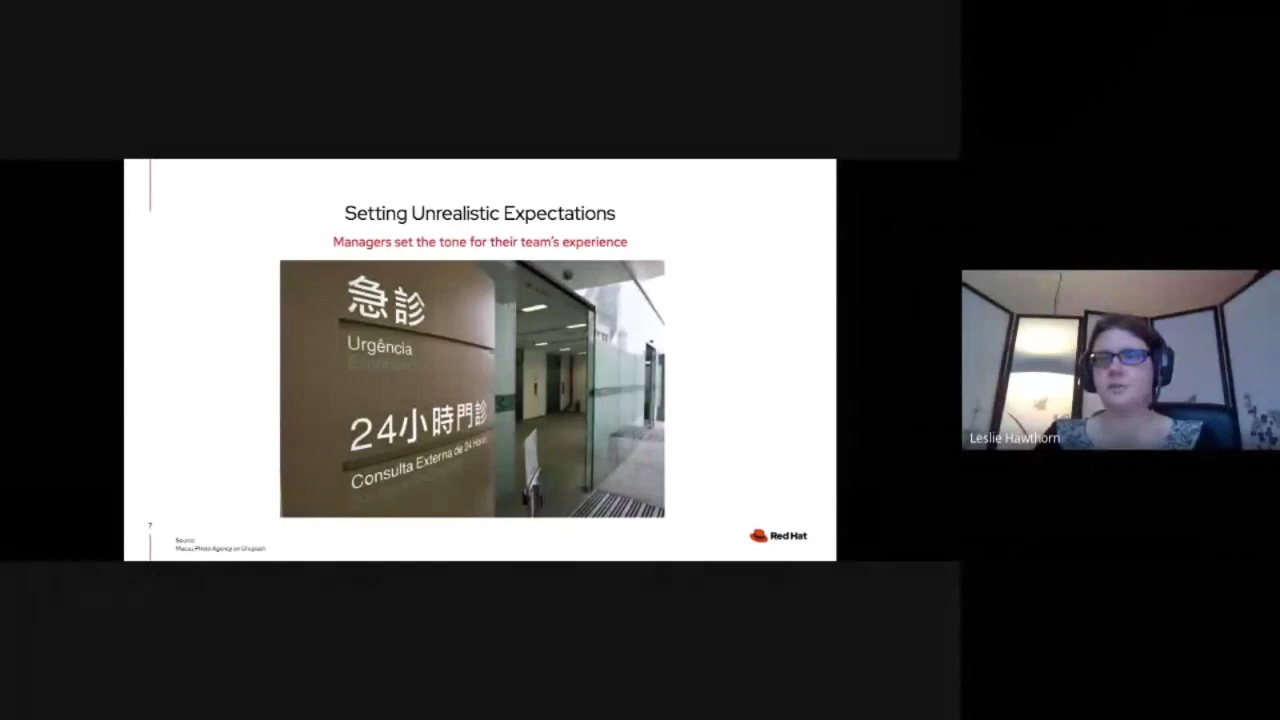 Setting Unrealistic Expectations
Managers set the tone for their team's experience
急診
Urgência
24小時門診
Consulta Externa de 24 Horas
7
Source:
Macau Photo Agency on Unsplash
Red Hat
Leslie Hawthorn